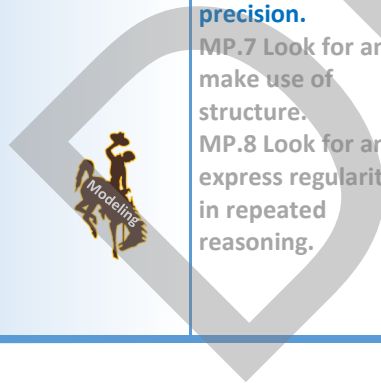 precision.
MP.7 Look for an
make use of
structure.
MP.8 Look for an
express regularit
in repeated
reasoning.
Modeling